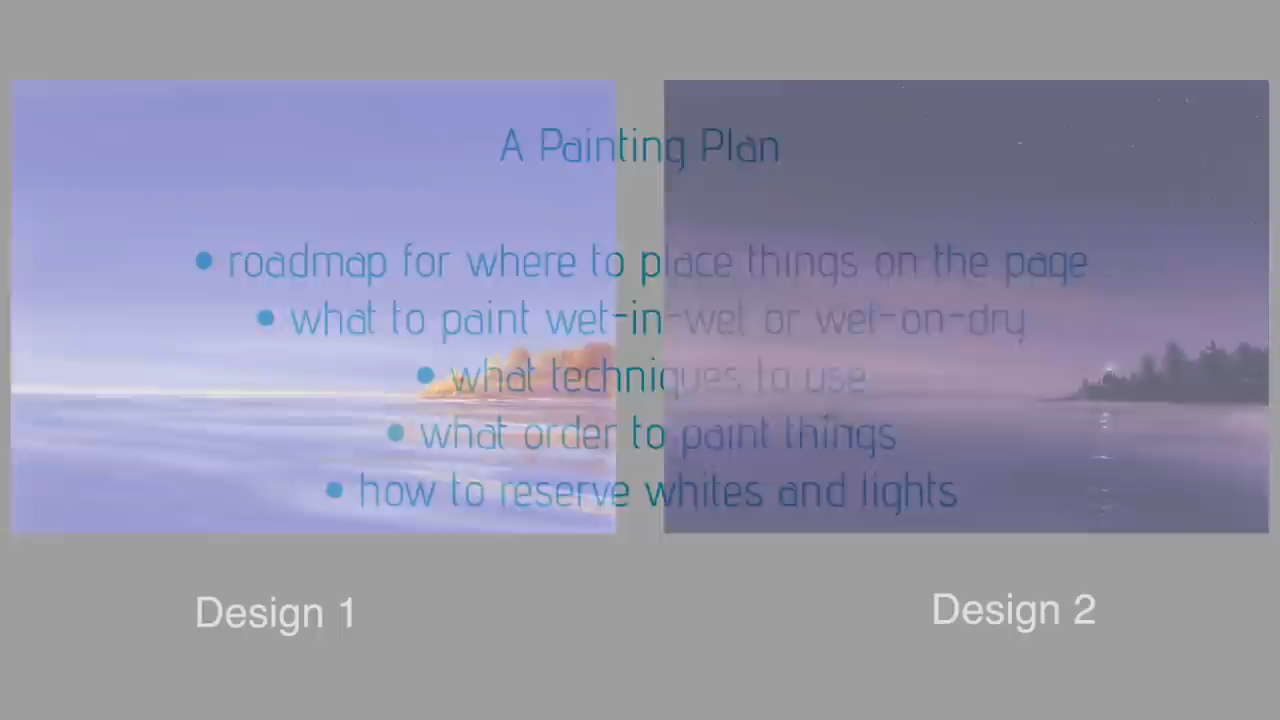 A Painting Plan
• roadmap for where to place things on the page
• what to paint wet-in-wet or wet-on-dry
• what techniques to use
• what order to paint things
• how to reserve whites and lights
Design 1
Design 2